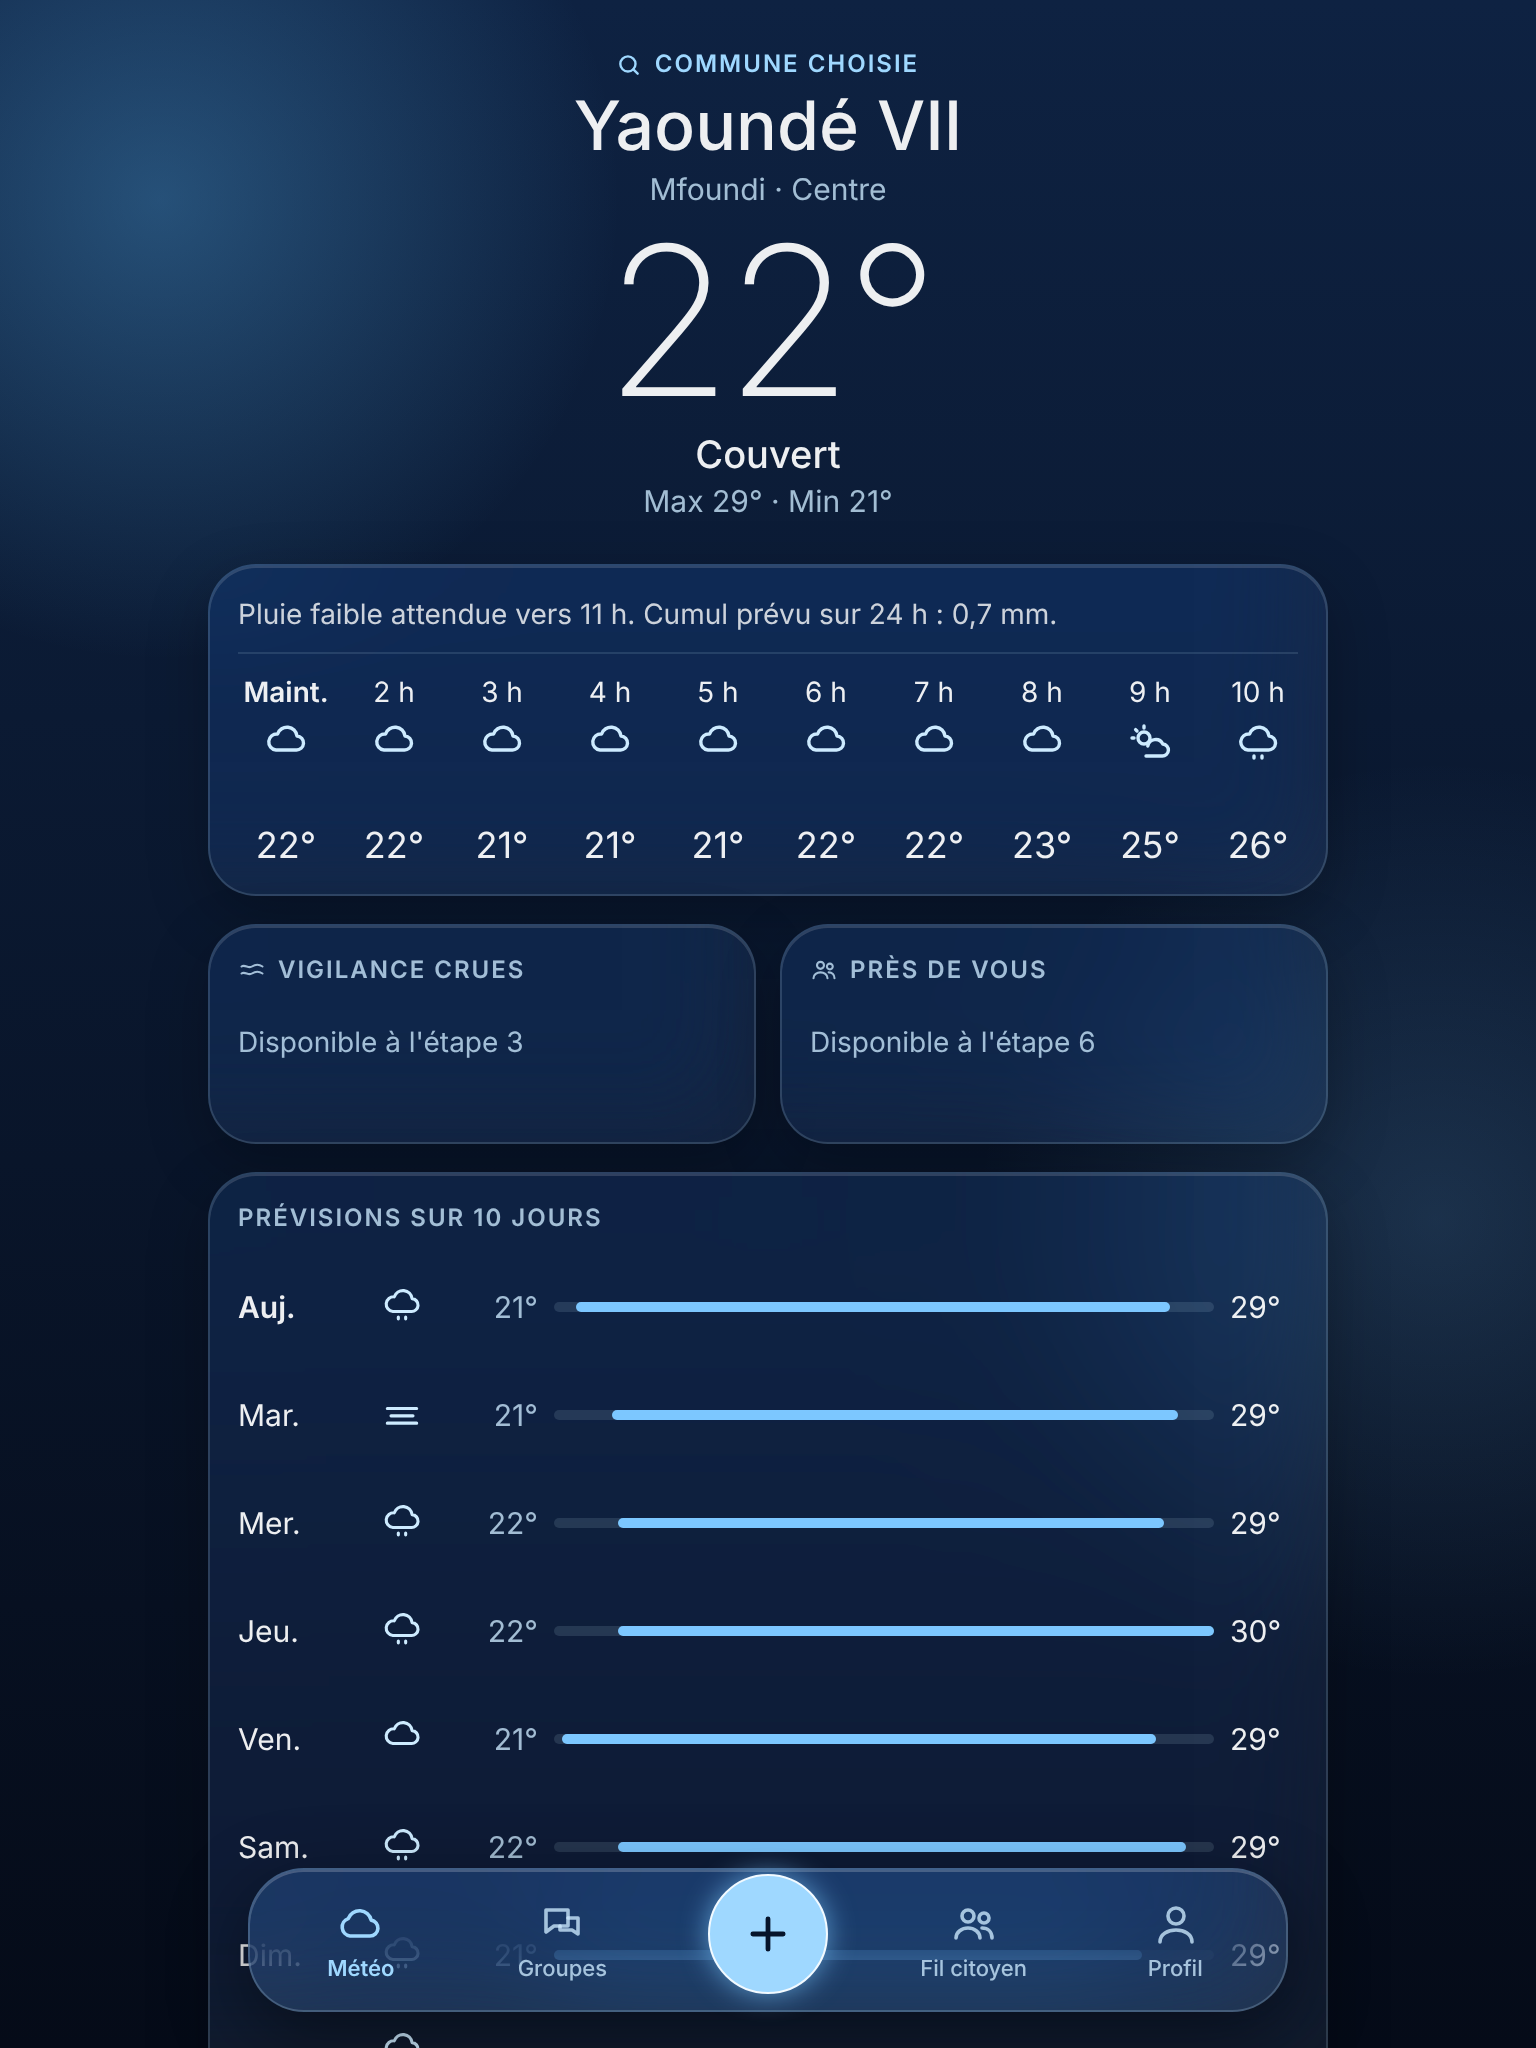 COMMUNE CHOISIE
Yaoundé VII
Mfoundi · Centre
22°
Couvert
Max 29° · Min 21°
Pluie faible attendue vers 11 h. Cumul prévu sur 24 h : 0,7 mm.
Maint. 2 h 3 h 4 h 5 h 6 h 7 h 8 h 9 h 10 h
22° 22° 21° 21° 21° 22° 22° 23° 25° 26°
VIGILANCE CRUES
Disponible à l'étape 3
PRÈS DE VOUS
Disponible à l'étape 6
PRÉVISIONS SUR 10 JOURS
Auj. 21° 29°
Mar. 21° 29°
Mer. 22° 29°
Jeu. 22° 30°
Ven. 21° 29°
Sam. 22° 29°
Dim. 21° 29°
Météo Groupes Fil citoyen Profil